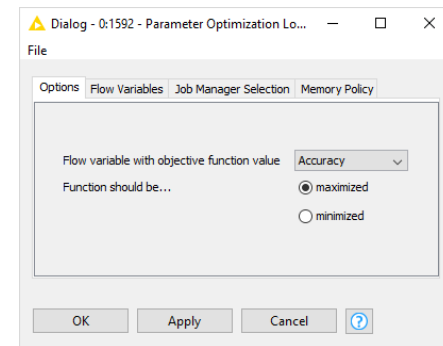 Dialog - 0:1592 - Parameter Optimization Lo...
File
Options Flow Variables Job Manager Selection Memory Policy
Flow variable with objective function value Accuracy
Function should be... maximized
minimized
OK Apply Cancel ?